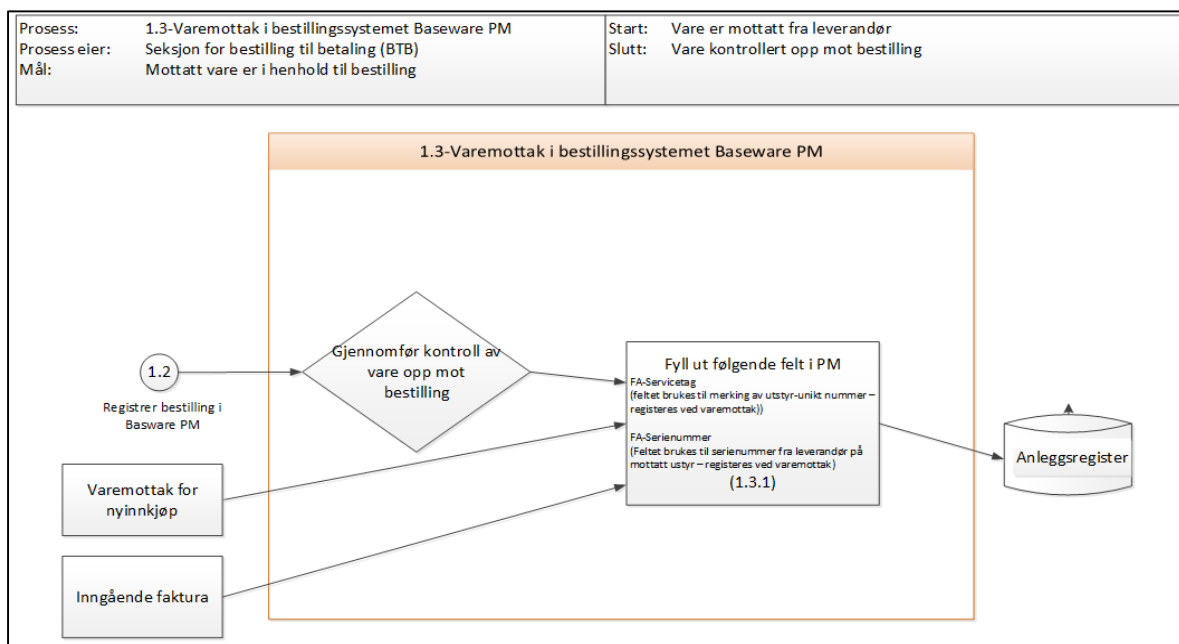 Prosess: 1.3-Varemottak i bestillingssystemet Baseware PM
Prosess eier: Seksjon for bestilling til betaling (BTB)
Mål: Mottatt vare er i henhold til bestilling
Start: Vare er mottatt fra leverandør
Slutt: Vare kontrollert opp mot bestilling
1.3-Varemottak i bestillingssystemet Baseware PM
1.2
Registrer bestilling i
Basware PM
Gjennomfør kontroll av
vare opp mot
bestilling
Fyll ut følgende felt i PM
FA-Servicetag
(feltet brukes til merking av utstyr-unikt nummer –
registeres ved varemottak))
FA-Serienummer
(Feltet brukes til serienummer fra leverandør på
mottatt ustyr – registeres ved varemottak)
(1.3.1)
Anleggsregister
Varemottak for
nyinnkjøp
Inngående faktura